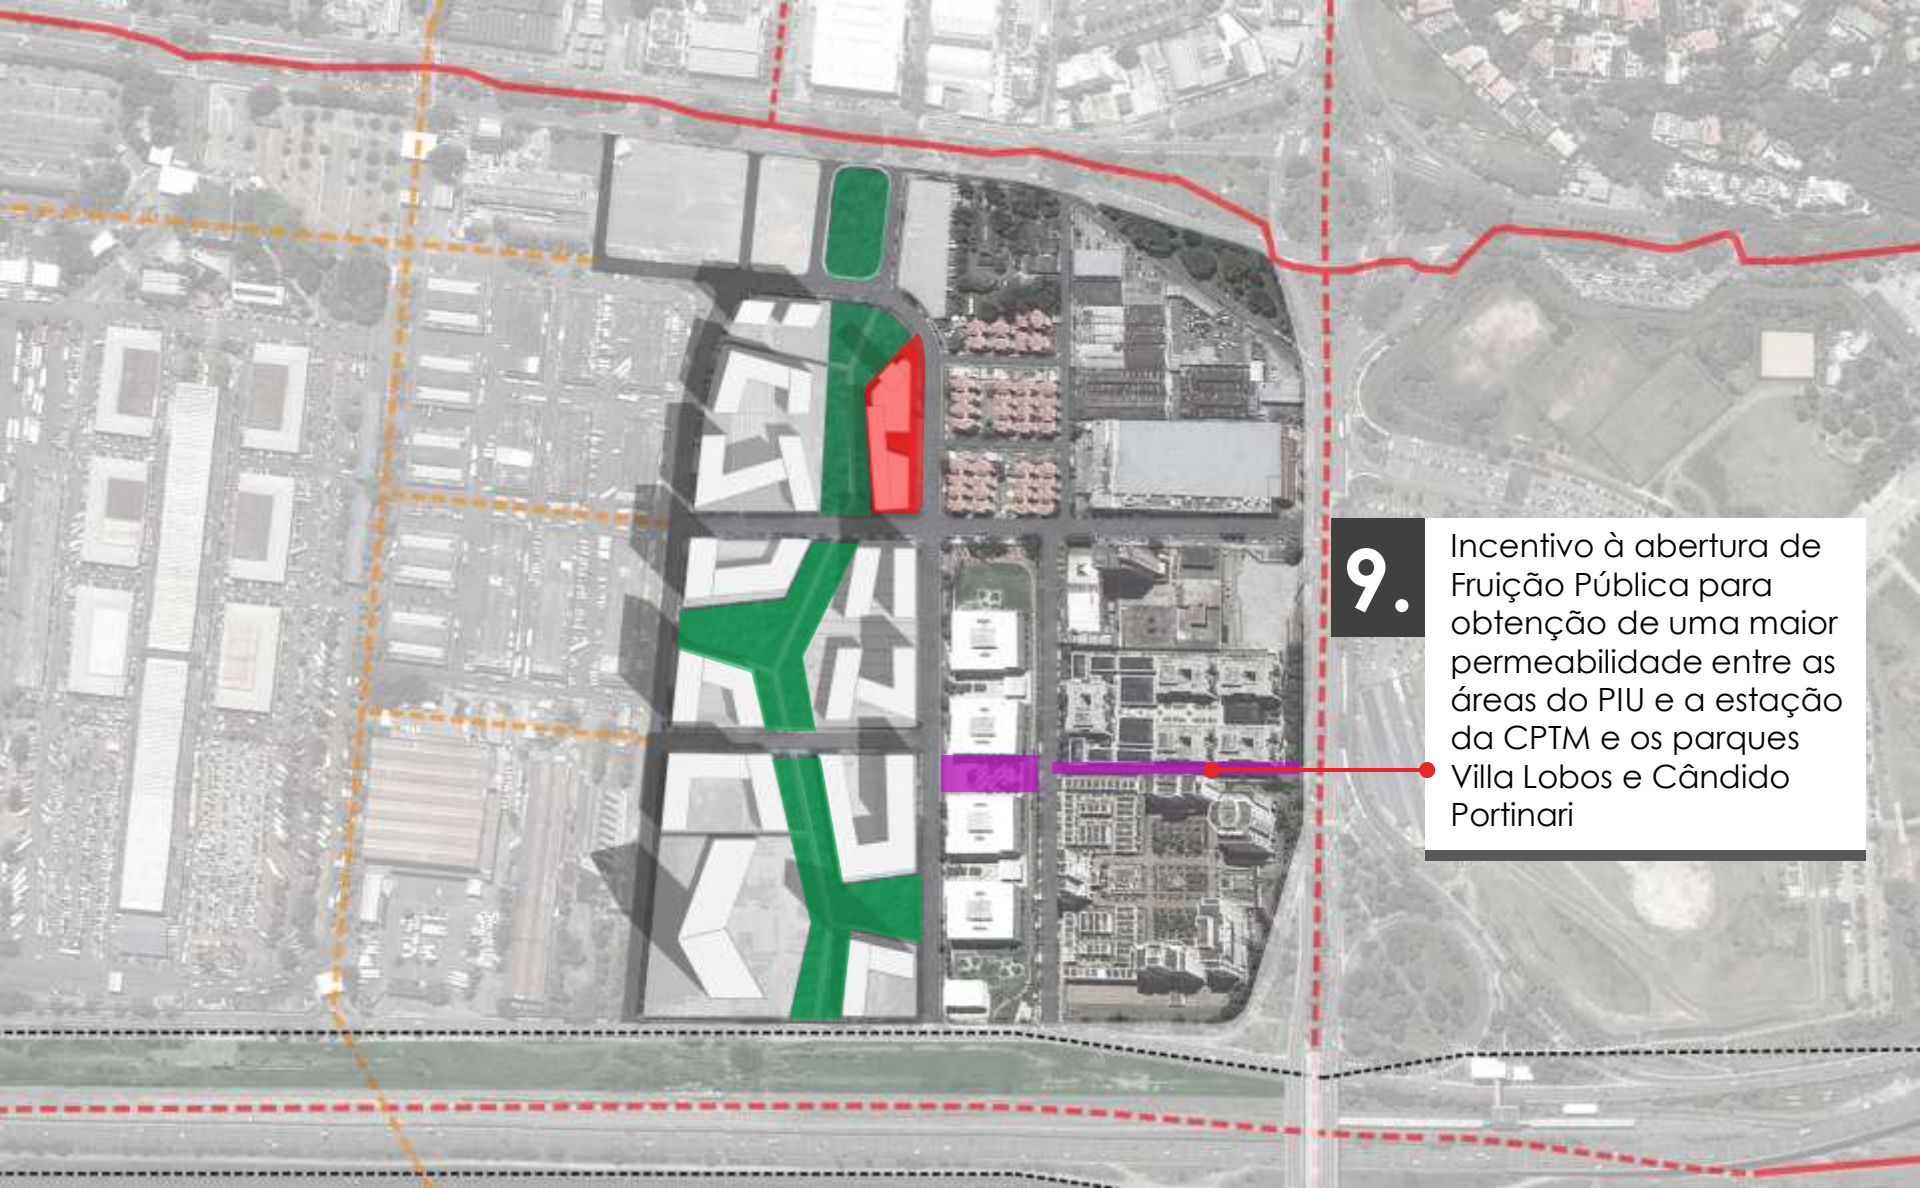 9.
Incentivo à abertura de
Fruição Pública para
obtenção de uma maior
permeabilidade entre as
áreas do PIU e a estação
da CPTM e os parques
Villa Lobos e Cândido
Portinari